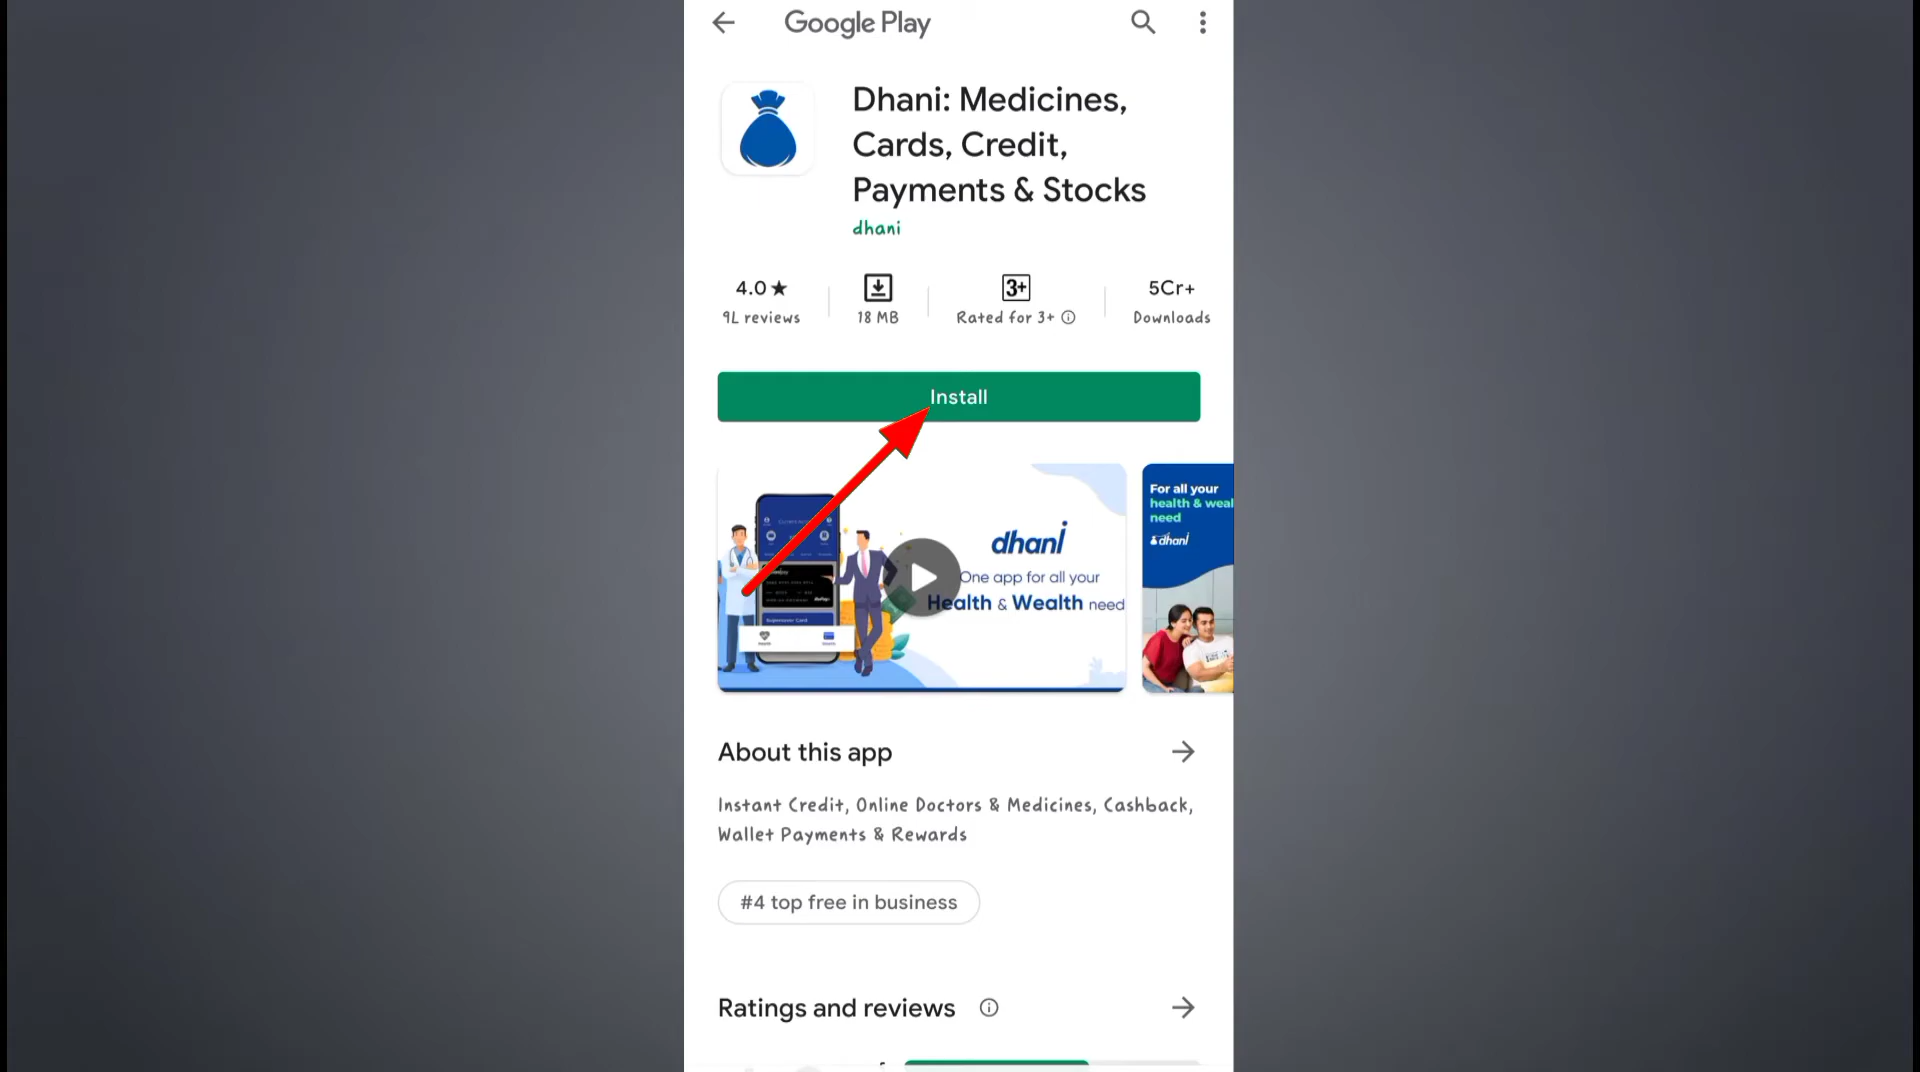 Google Play
Dhani: Medicines,
Cards, Credit,
Payments & Stocks
dhani
4.0★
9L reviews
18 MB
3+
Rated for 3+
5Cr+
Downloads
Install
dhani
One app for all your
Health & Wealth need
For all your
health & weal
need
dhani
About this app
Instant Credit, Online Doctors & Medicines, Cashback,
Wallet Payments & Rewards
#4 top free in business
Ratings and reviews